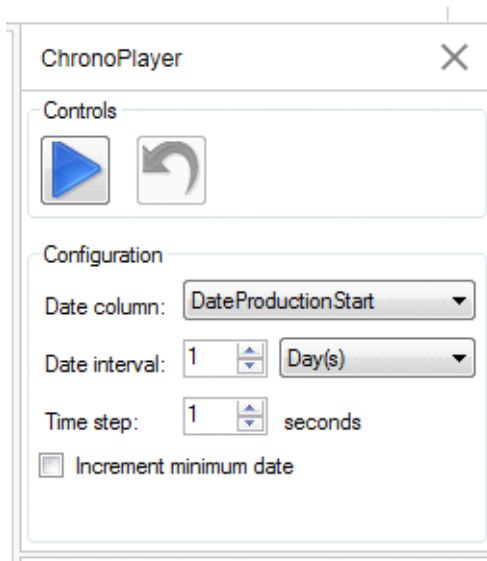 ChronoPlayer
Controls
Configuration
Date column: DateProductionStart
Date interval: 1 Day(s)
Time step: 1 seconds
Increment minimum date